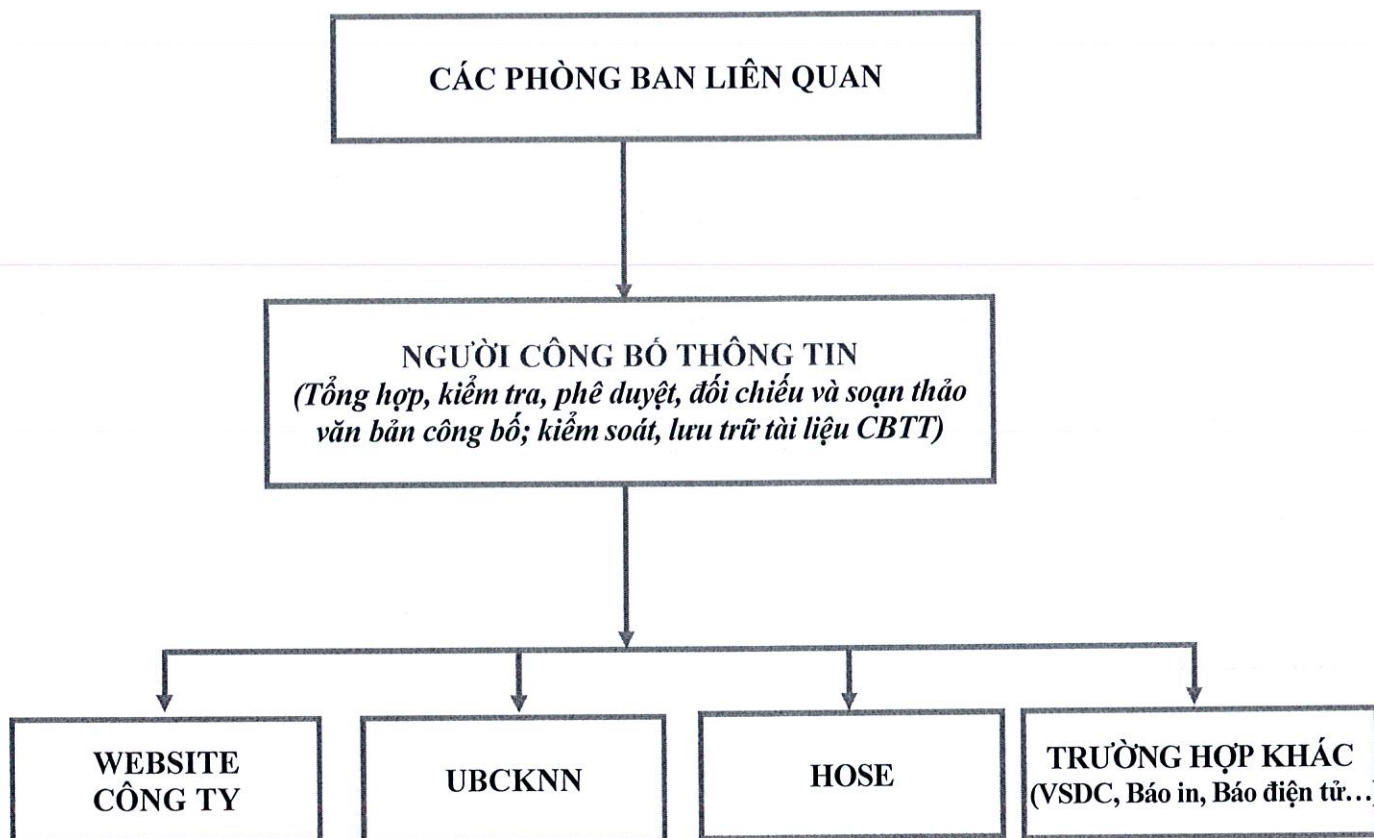 CÁC PHÒNG BAN LIÊN QUAN
NGƯỜI CÔNG BỐ THÔNG TIN
(Tổng hợp, kiểm tra, phê duyệt, đối chiếu và soạn thảo
văn bản công bố; kiểm soát, lưu trữ tài liệu CBTT)
WEBSITE
CÔNG TY
UBCKNN
HOSE
TRƯỜNG HỢP KHÁC
(VSDC, Báo in, Báo điện tử…)